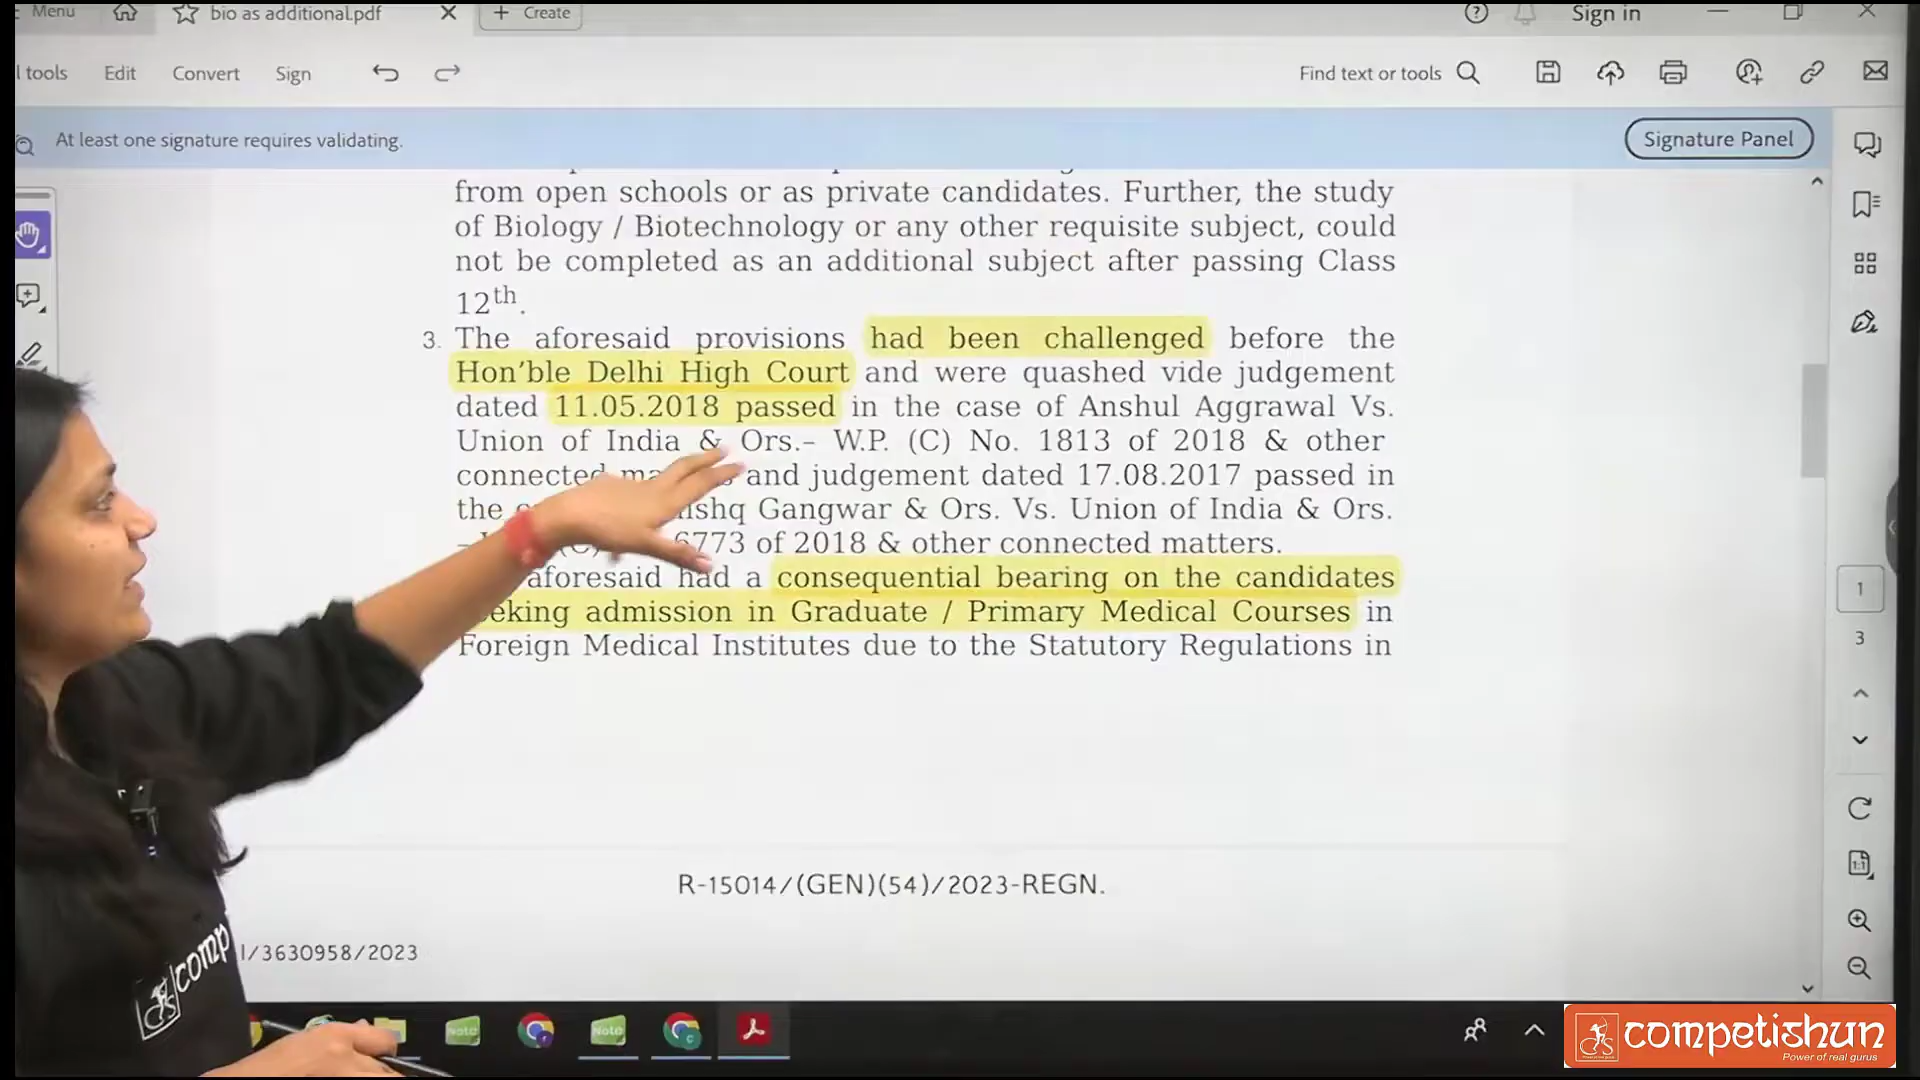 Menu
bio as additional.pdf
+ Create
Sign in
l tools
Edit
Convert
Sign
Find text or tools
At least one signature requires validating.
Signature Panel
from open schools or as private candidates. Further, the study
of Biology / Biotechnology or any other requisite subject, could
not be completed as an additional subject after passing Class
12th.
3. The aforesaid provisions had been challenged before the
Hon'ble Delhi High Court and were quashed vide judgement
dated 11.05.2018 passed in the case of Anshul Aggrawal Vs.
Union of India & Ors.– W.P. (C) No. 1813 of 2018 & other
connected and judgement dated 17.08.2017 passed in
the Gangwar & Ors. Vs. Union of India & Ors.
6773 of 2018 & other connected matters.
aforesaid had a consequential bearing on the candidates
eking admission in Graduate / Primary Medical Courses in
Foreign Medical Institutes due to the Statutory Regulations in
1
3
R-15014/(GEN)(54)/2023-REGN.
I/3630958/2023
comp
Note
Note
competishun
Power of real gurus